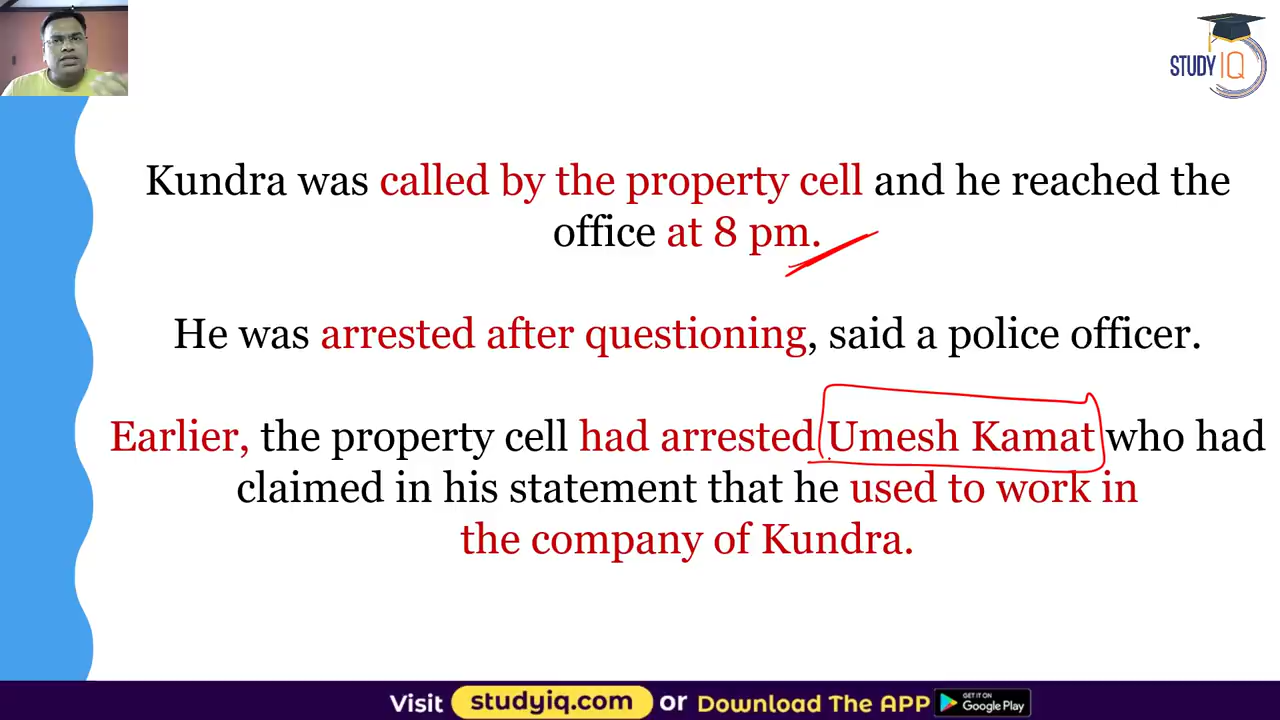 STUDY IQ
Kundra was called by the property cell and he reached the
office at 8 pm.
He was arrested after questioning, said a police officer.
Earlier, the property cell had arrested Umesh Kamat who had
claimed in his statement that he used to work in
the company of Kundra.
Visit studyiq.com or Download The APP GET IT ON Google Play